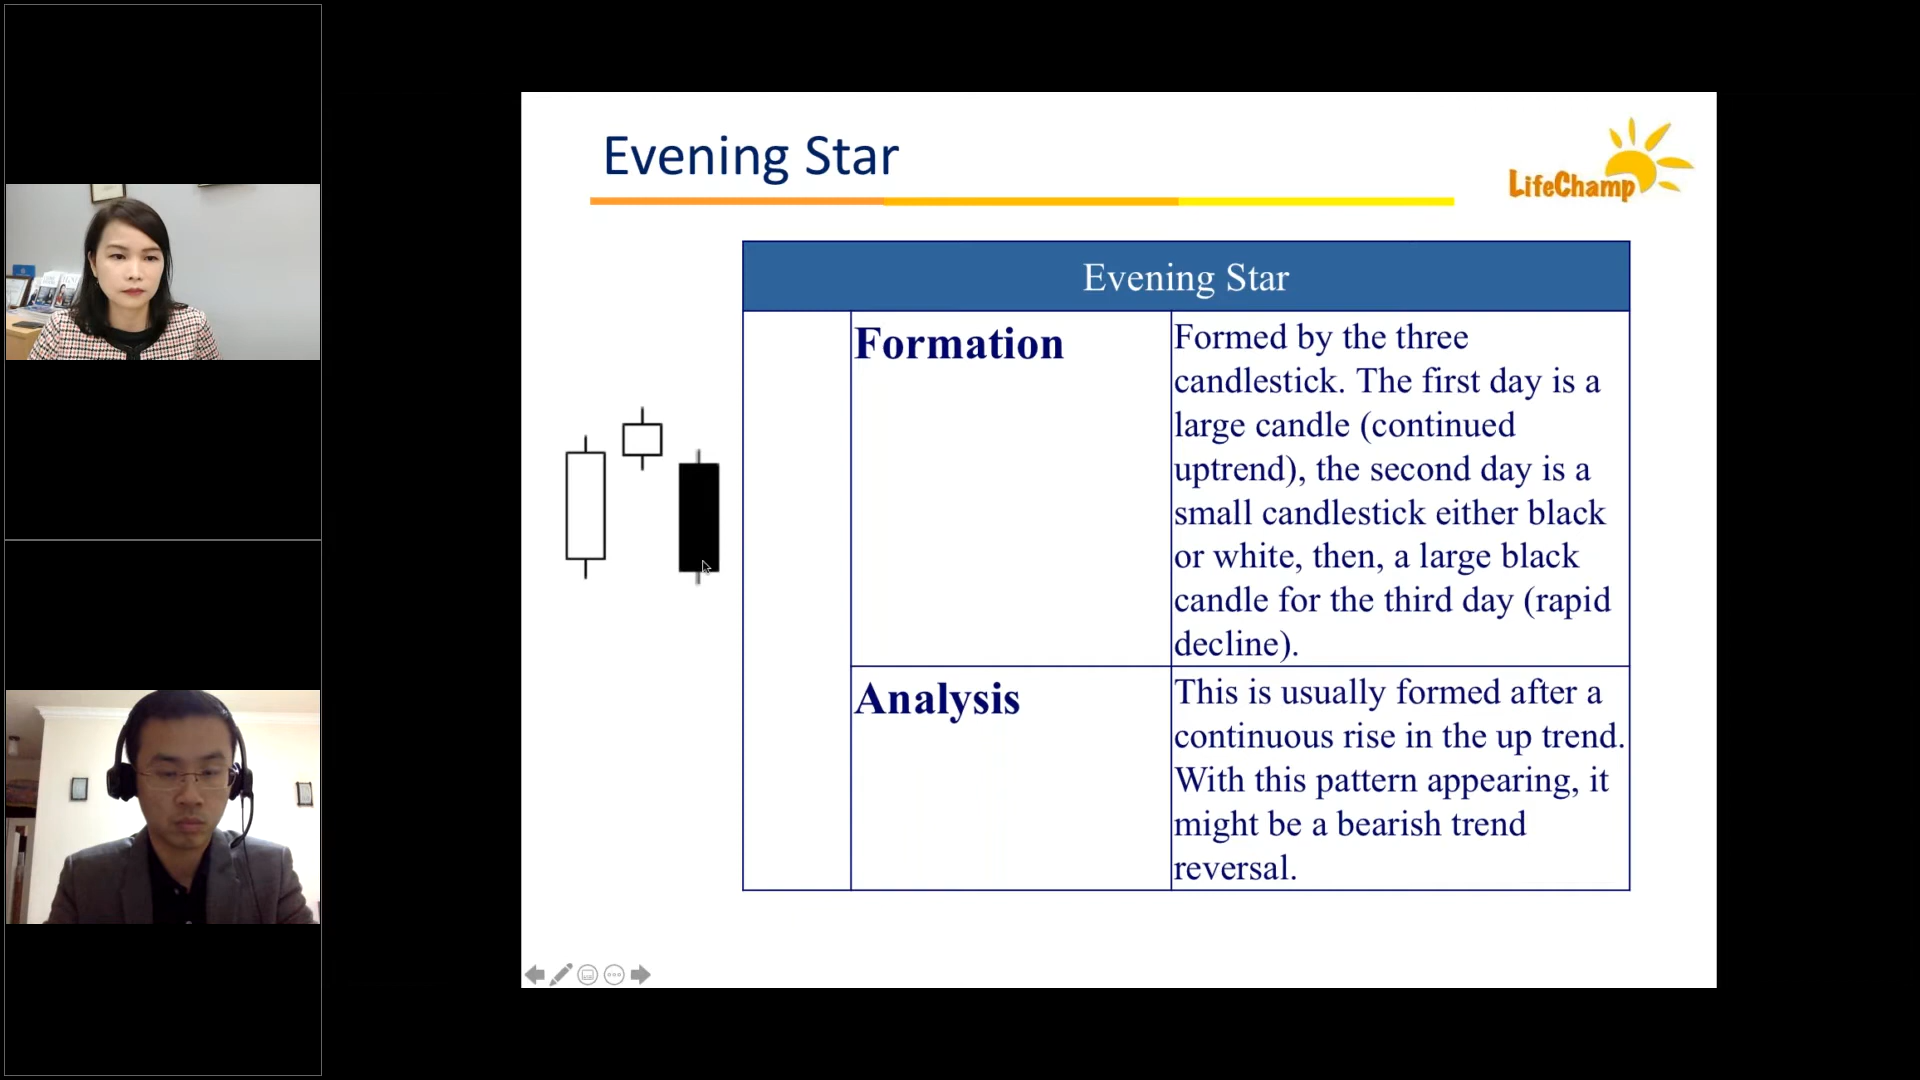 Evening Star
LifeChamp
Evening Star
Formation
Formed by the three
candlestick. The first day is a
large candle (continued
uptrend), the second day is a
small candlestick either black
or white, then, a large black
candle for the third day (rapid
decline).
Analysis
This is usually formed after a
continuous rise in the up trend.
With this pattern appearing, it
might be a bearish trend
reversal.